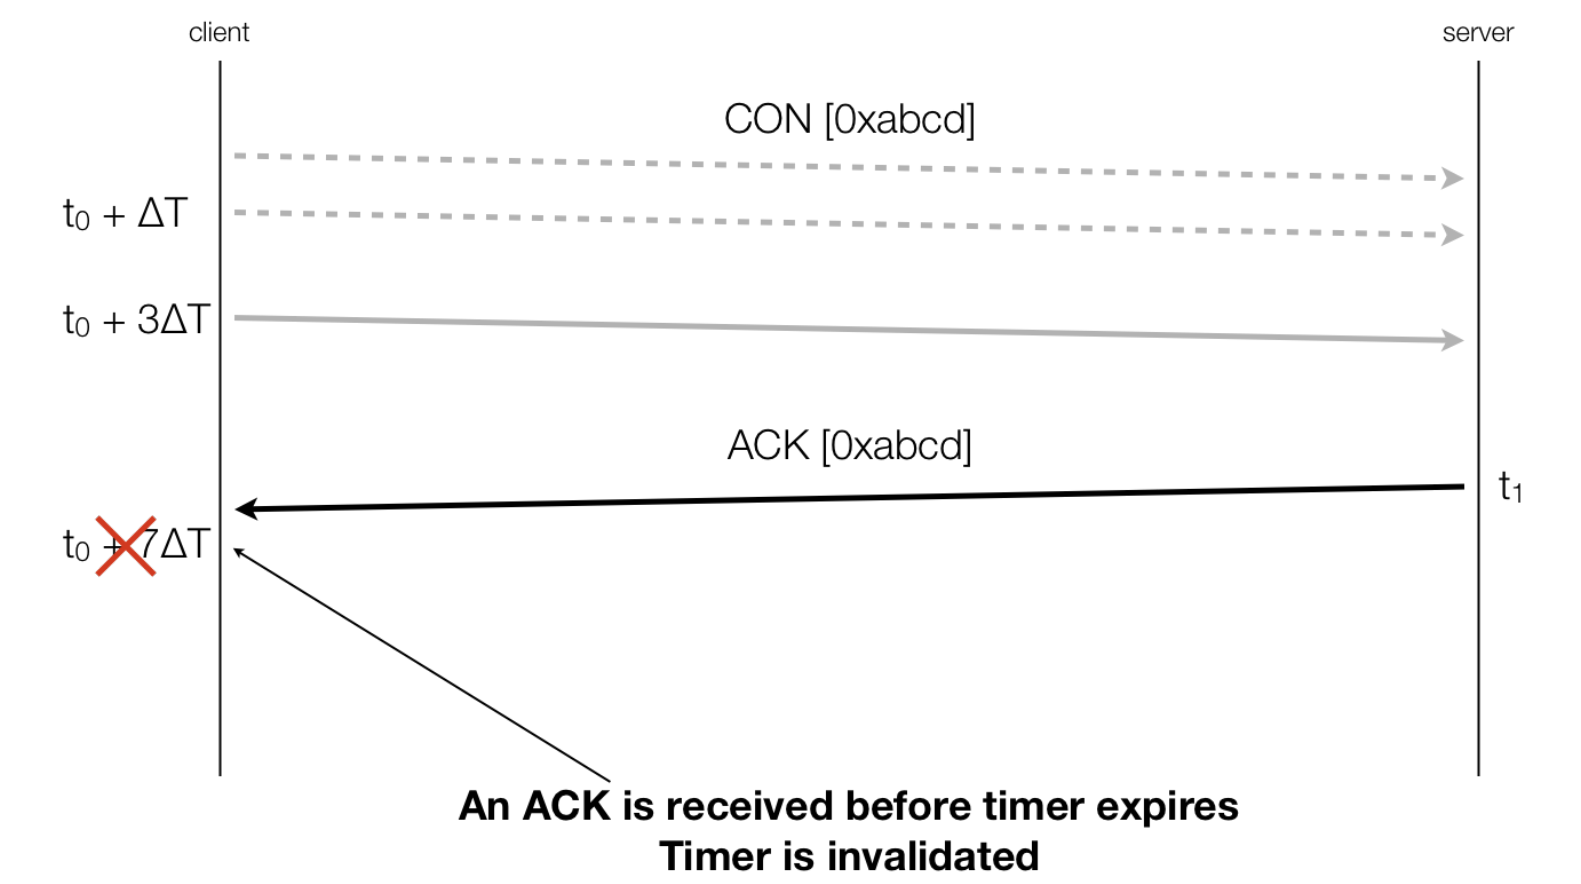 client
server
CON [0xabcd]
t₀ + ΔT
t₀ + 3ΔT
ACK [0xabcd]
t₁
t₀ + 7ΔT
An ACK is received before timer expires
Timer is invalidated